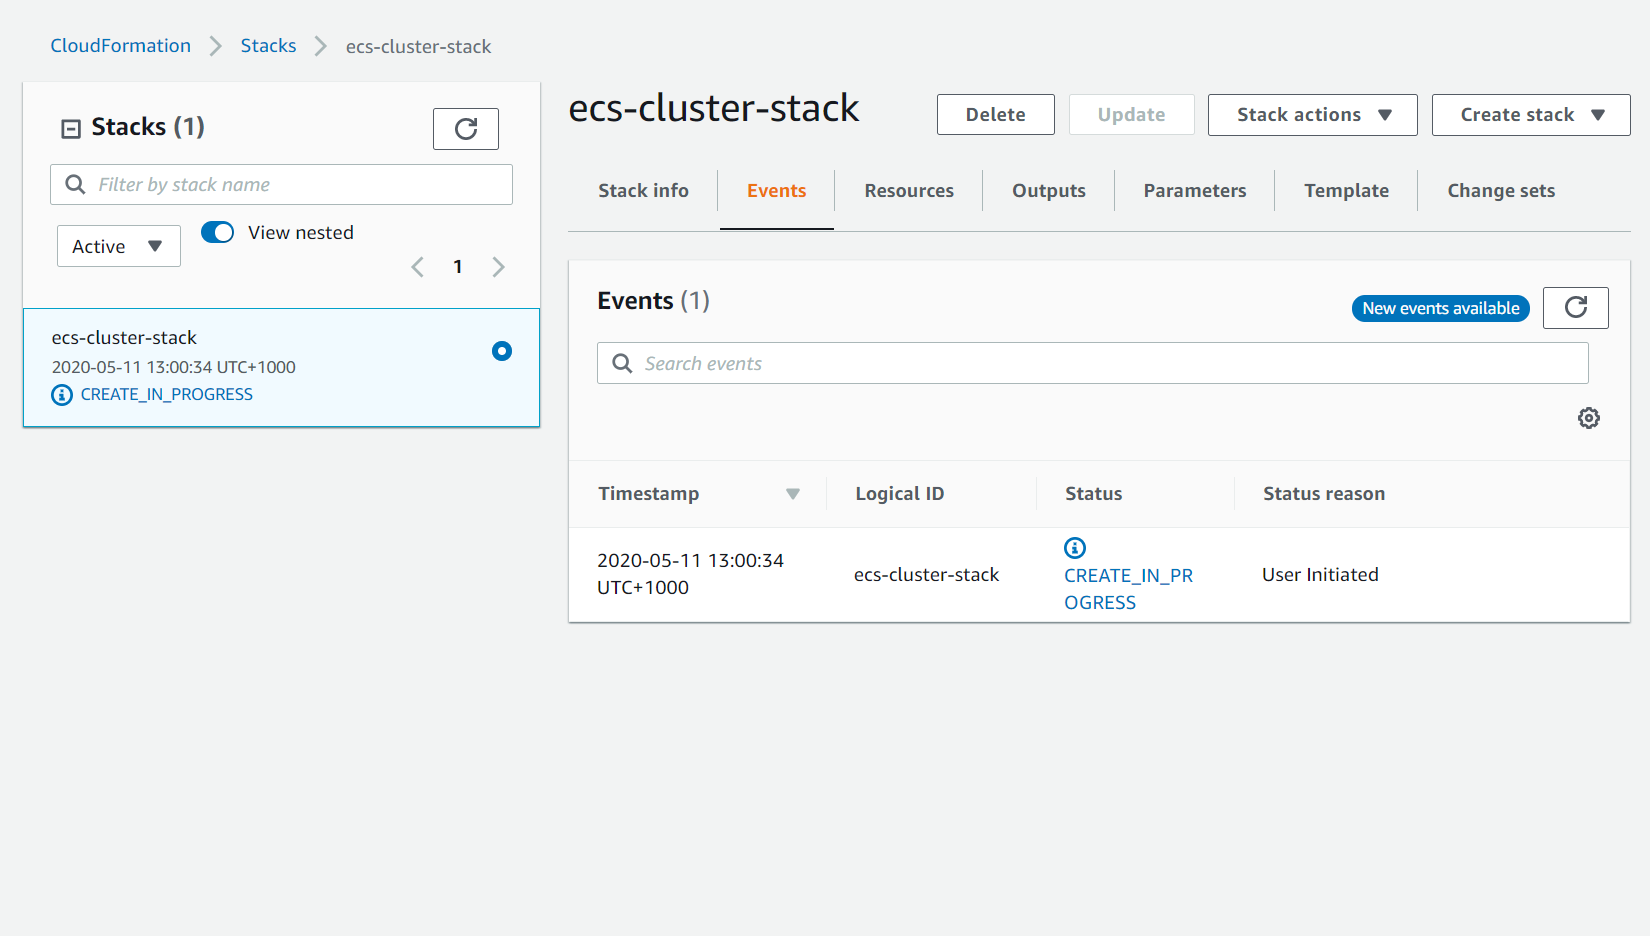 CloudFormation Stacks ecs-cluster-stack
Stacks (1)
Filter by stack name
Active View nested
1
ecs-cluster-stack
2020-05-11 13:00:34 UTC+1000
CREATE_IN_PROGRESS
ecs-cluster-stack
Delete Update Stack actions Create stack
Stack info Events Resources Outputs Parameters Template Change sets
Events (1)
New events available
Search events
Timestamp Logical ID Status Status reason
2020-05-11 13:00:34
UTC+1000
ecs-cluster-stack
CREATE_IN_PR
OGRESS
User Initiated